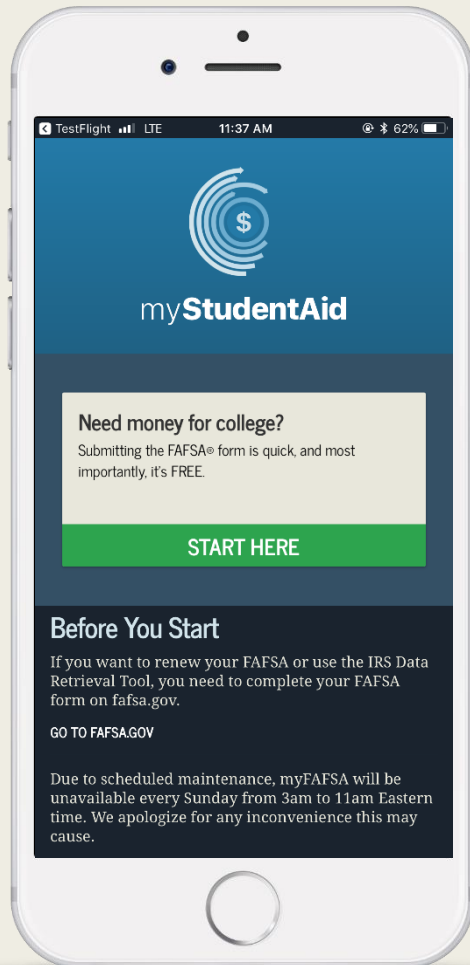 TestFlight LTE 11:37 AM 62%
$
myStudentAid
Need money for college?
Submitting the FAFSA® form is quick, and most
importantly, it's FREE.
START HERE
Before You Start
If you want to renew your FAFSA or use the IRS Data
Retrieval Tool, you need to complete your FAFSA
form on fafsa.gov.
GO TO FAFSA.GOV
Due to scheduled maintenance, myFAFSA will be
unavailable every Sunday from 3am to 11am Eastern
time. We apologize for any inconvenience this may
cause.